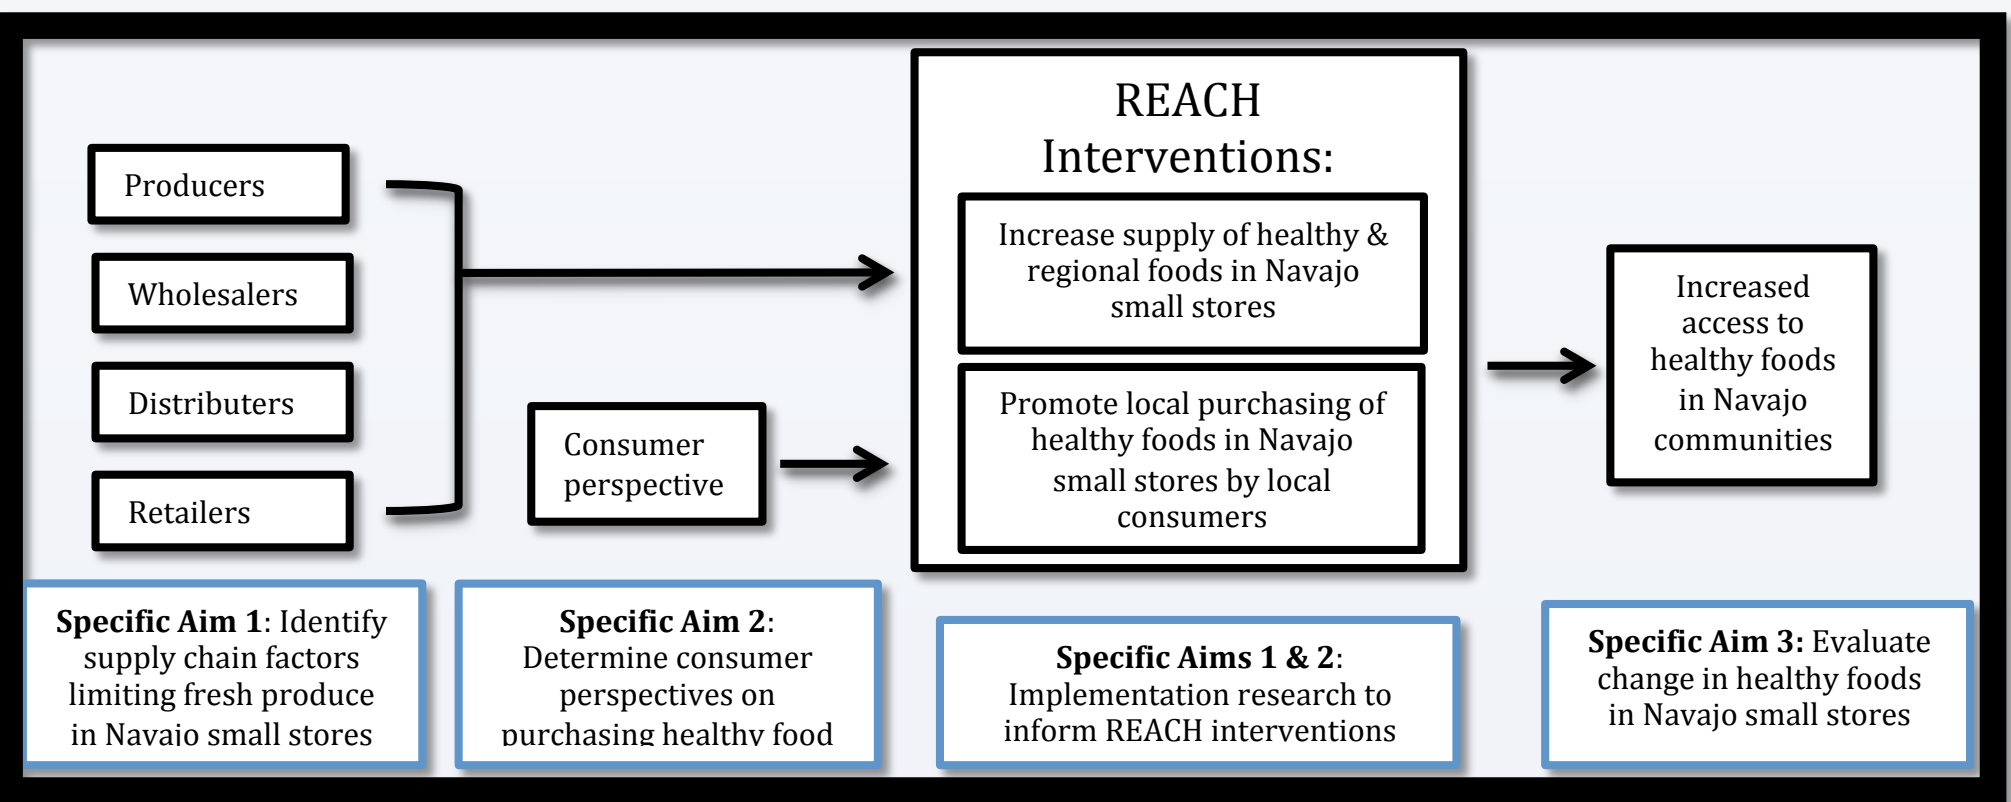 Producers
Wholesalers
Distributers
Retailers
Consumer
perspective
REACH
Interventions:
Increase supply of healthy &
regional foods in Navajo
small stores
Promote local purchasing of
healthy foods in Navajo
small stores by local
consumers
Increased
access to
healthy foods
in Navajo
communities
Specific Aim 1: Identify
supply chain factors
limiting fresh produce
in Navajo small stores
Specific Aim 2:
Determine consumer
perspectives on
purchasing healthy food
Specific Aims 1 & 2:
Implementation research to
inform REACH interventions
Specific Aim 3: Evaluate
change in healthy foods
in Navajo small stores